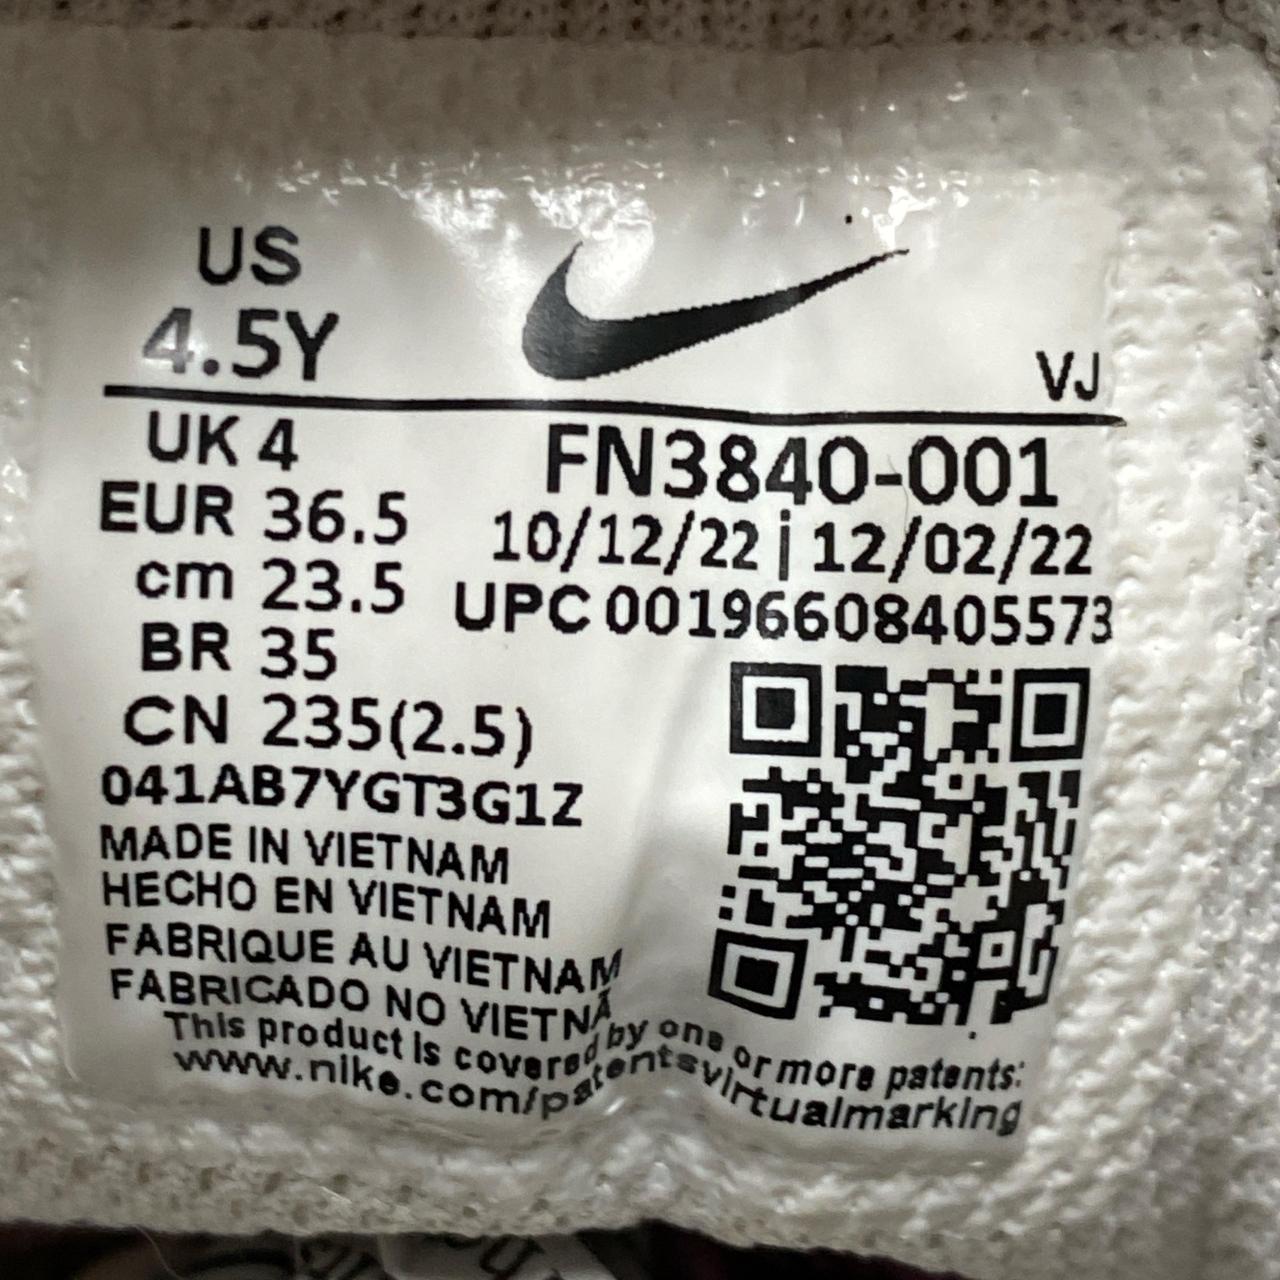 US
4.5Y
VJ
UK 4
EUR 36.5
cm 23.5
BR 35
CN 235(2.5)
FN3840-001
10/12/22 | 12/02/22
UPC 00196608405573
041AB7YGT3G1Z
MADE IN VIETNAM
HECHO EN VIETNAM
FABRIQUE AU VIETNAM
FABRICADO NO VIETNÃ
This product is covered by one or more patents:
www.nike.com/patentsvirtualmarking